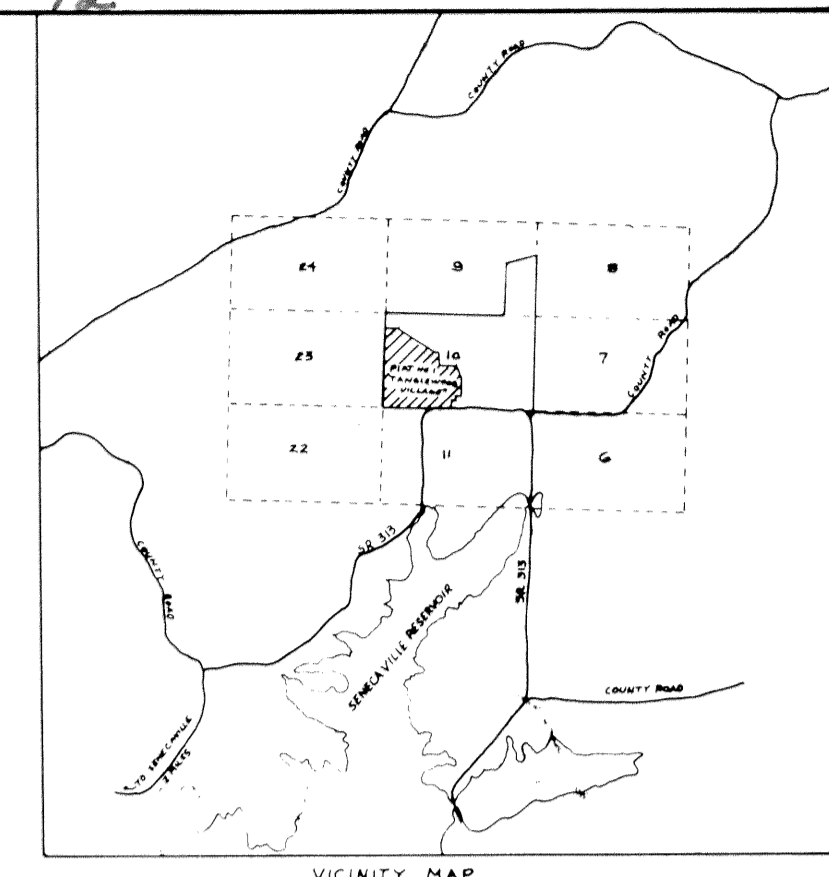 COUNTY ROAD
COUNTY ROAD
24
9
8
23
10
7
PLAT NO. 1
"TANGLEWOOD
VILLAGE"
COUNTY ROAD
22
11
6
SR 313
COUNTY ROAD
SR 313
SENECAVILLE RESERVOIR
COUNTY ROAD
TO SENECAVILLE
2 MILES
VICINITY MAP